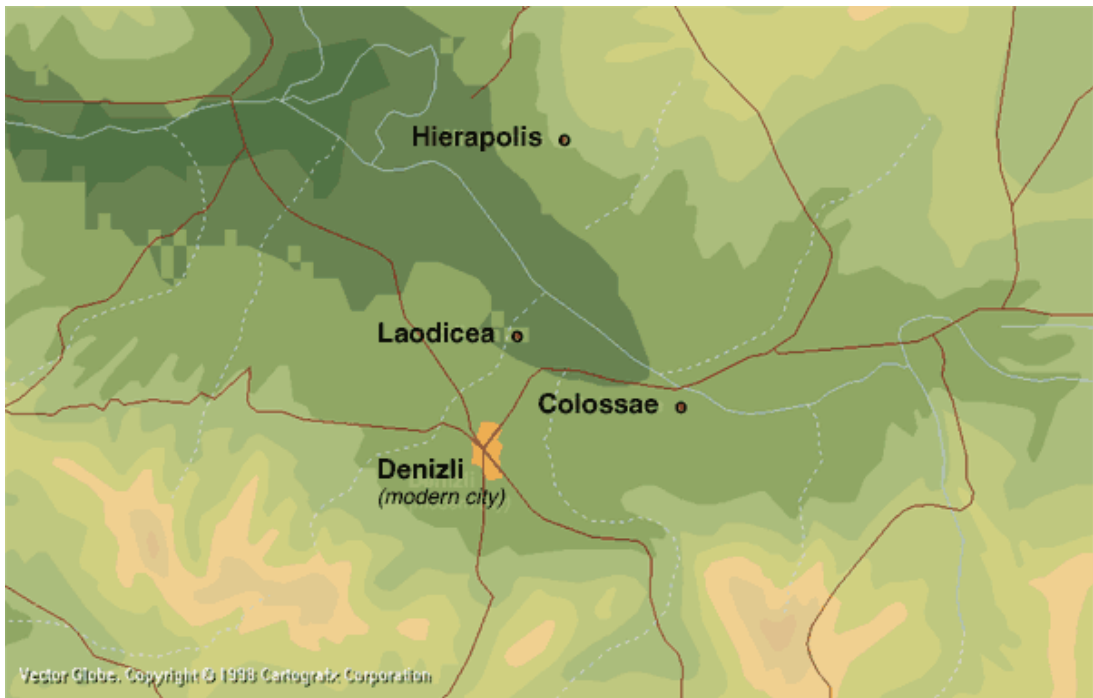 Hierapolis
Laodicea
Colossae
Denizli
(modern city)
Vector Globe. Copyright © 1998 Cartografx Corporation